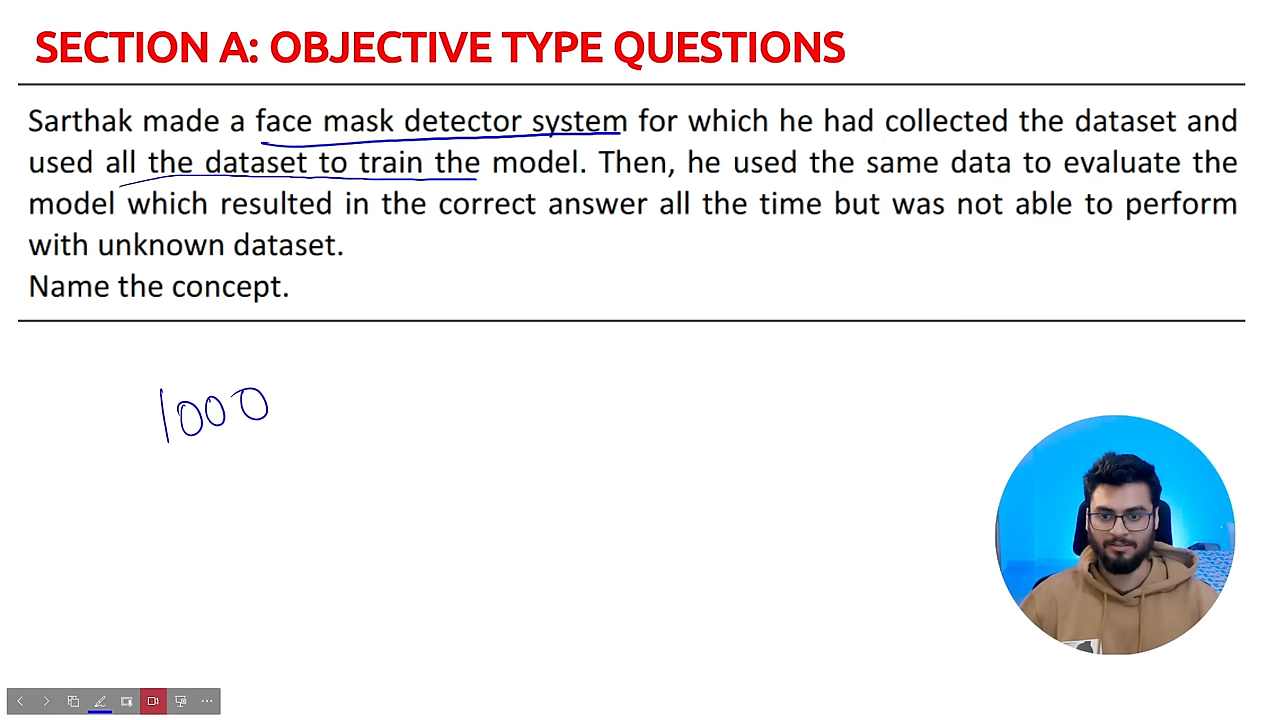 SECTION A: OBJECTIVE TYPE QUESTIONS
Sarthak made a face mask detector system for which he had collected the dataset and
used all the dataset to train the model. Then, he used the same data to evaluate the
model which resulted in the correct answer all the time but was not able to perform
with unknown dataset.
Name the concept.
1000